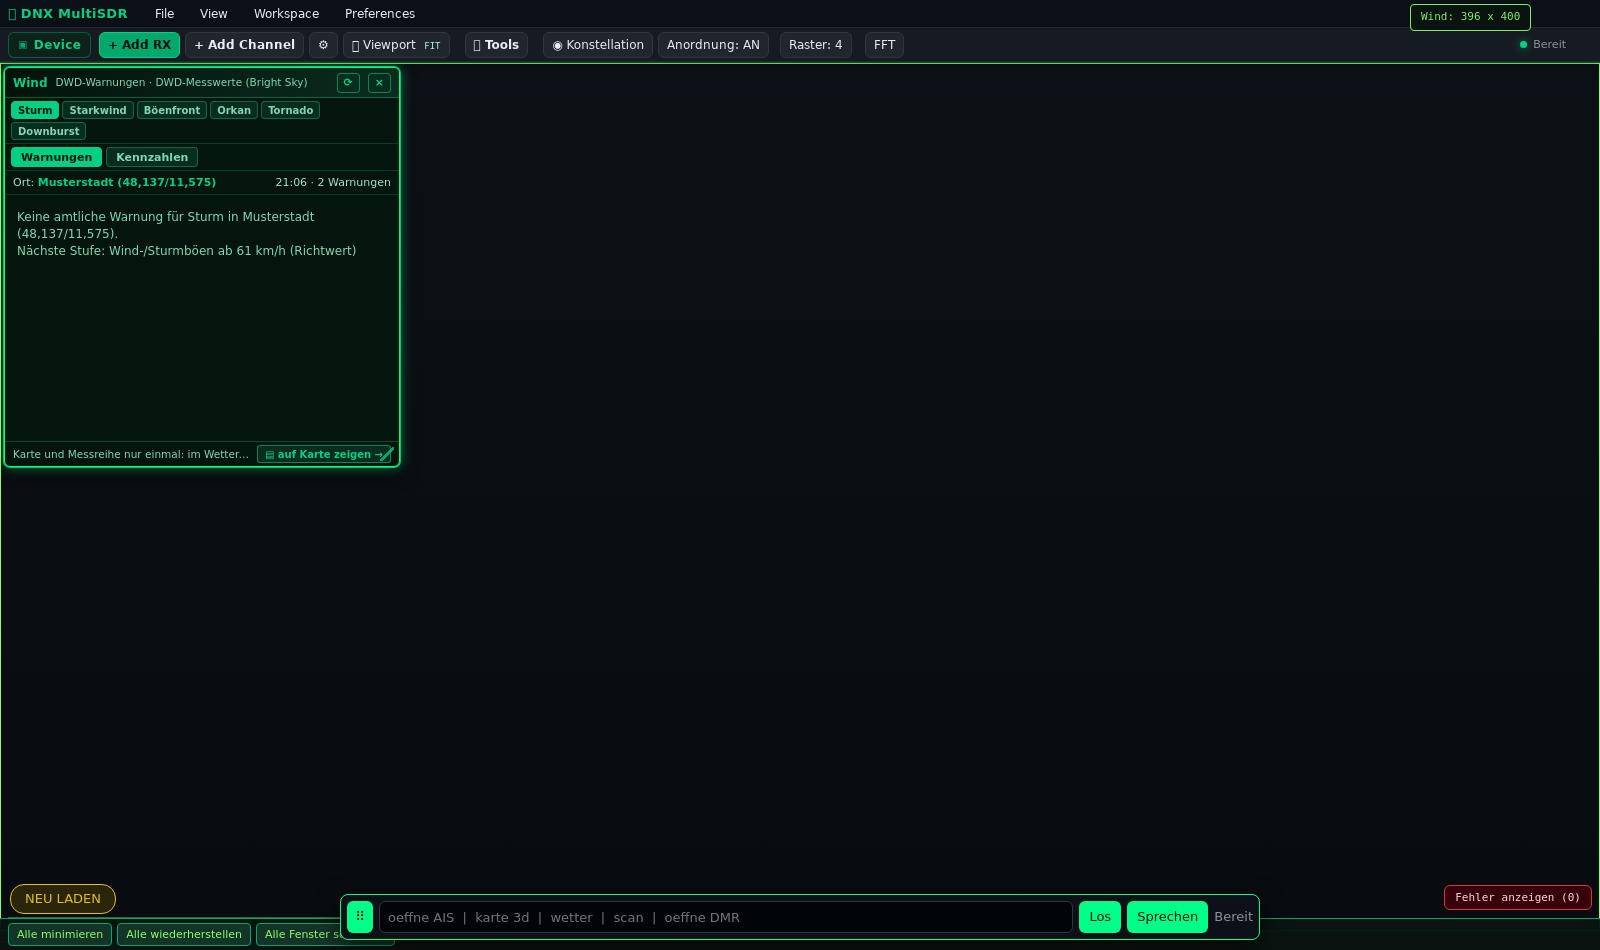 DNX MultiSDR File View Workspace Preferences
Wind: 396 x 400
Device + Add RX + Add Channel Viewport FIT Tools Konstellation Anordnung: AN Raster: 4 FFT Bereit
Wind DWD-Warnungen · DWD-Messwerte (Bright Sky)
Sturm Starkwind Böenfront Orkan Tornado
Downburst
Warnungen Kennzahlen
Ort: Musterstadt (48,137/11,575) 21:06 · 2 Warnungen
Keine amtliche Warnung für Sturm in Musterstadt
(48,137/11,575).
Nächste Stufe: Wind-/Sturmböen ab 61 km/h (Richtwert)
Karte und Messreihe nur einmal: im Wetter… auf Karte zeigen →
NEU LADEN
Fehler anzeigen (0)
oeffne AIS | karte 3d | wetter | scan | oeffne DMR Los Sprechen Bereit
Alle minimieren Alle wiederherstellen Alle Fenster